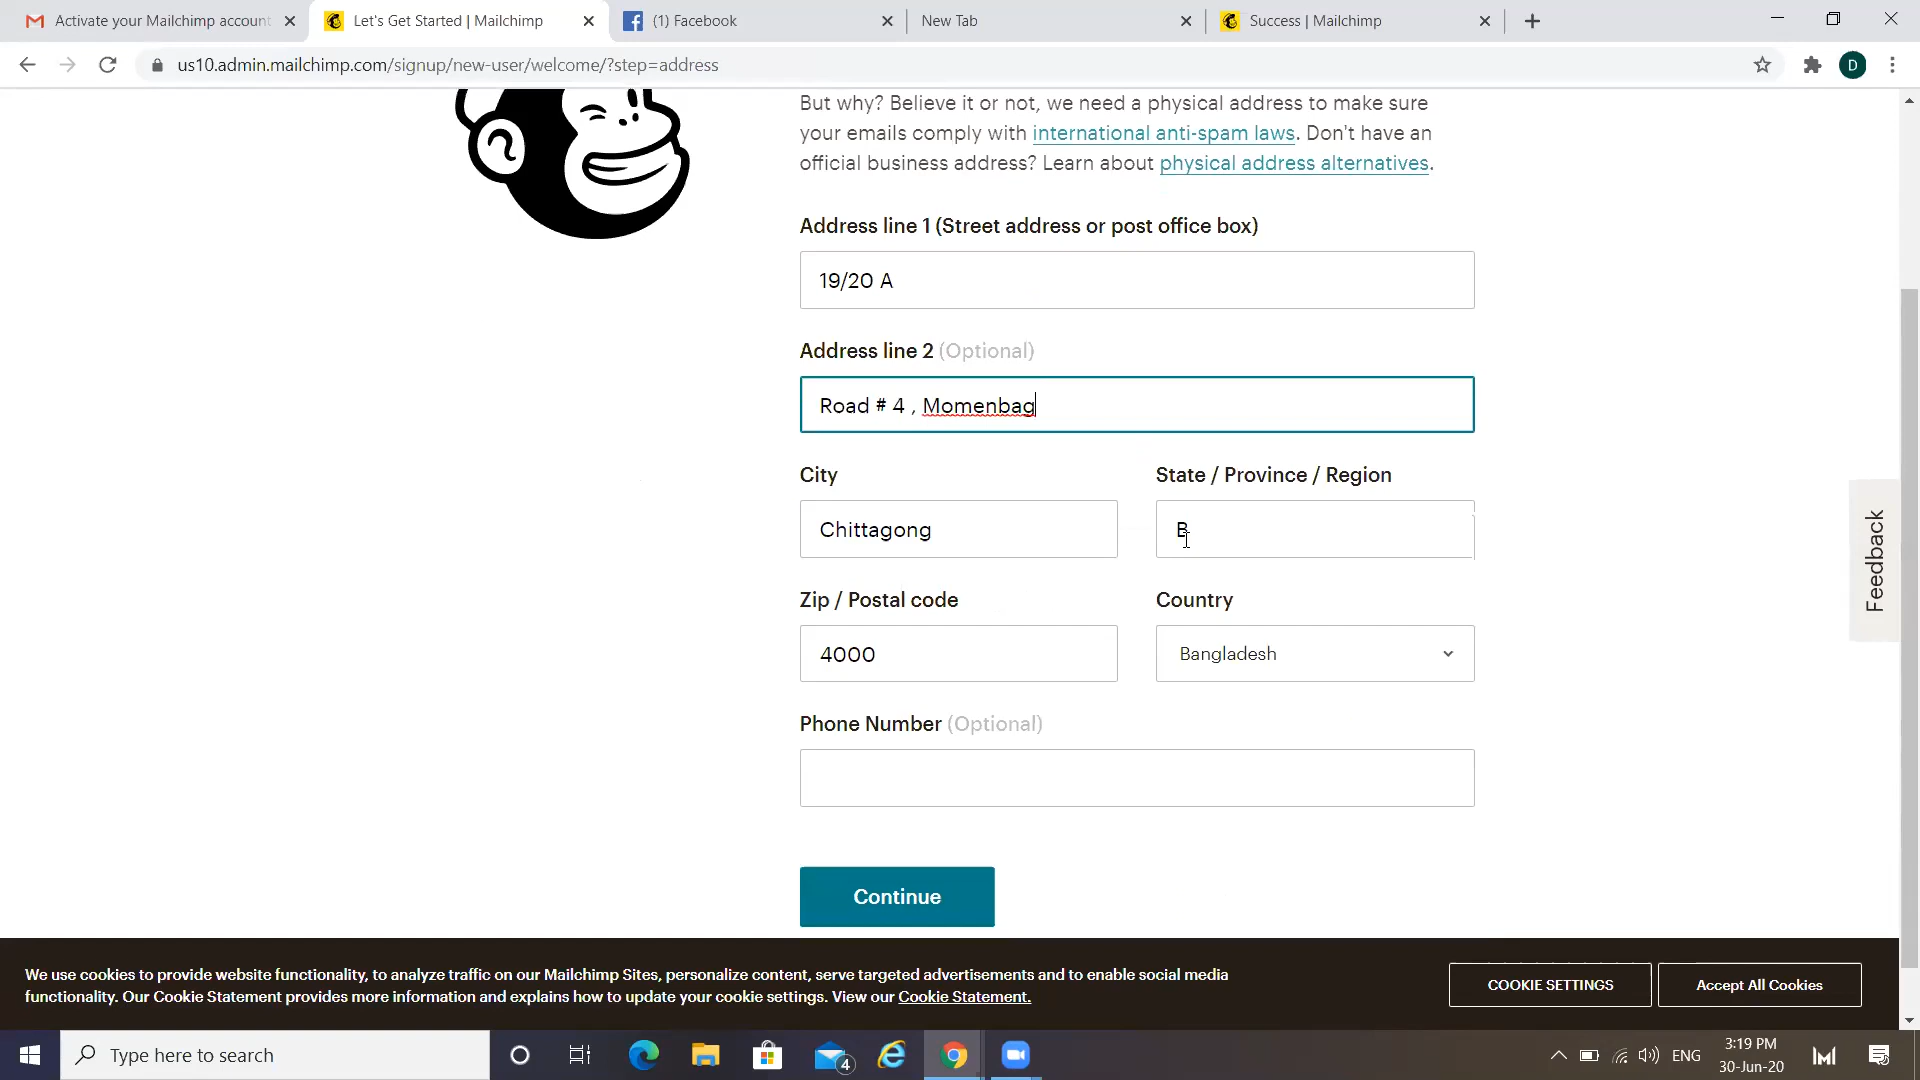 Activate your Mailchimp account
Let's Get Started | Mailchimp
(1) Facebook
New Tab
Success | Mailchimp
us10.admin.mailchimp.com/signup/new-user/welcome/?step=address
D
But why? Believe it or not, we need a physical address to make sure
your emails comply with international anti-spam laws. Don't have an
official business address? Learn about physical address alternatives.
Address line 1 (Street address or post office box)
19/20 A
Address line 2 (Optional)
Road # 4 , Momenbag
City
State / Province / Region
Chittagong
B
Zip / Postal code
Country
4000
Bangladesh
Phone Number (Optional)
Continue
Feedback
We use cookies to provide website functionality, to analyze traffic on our Mailchimp Sites, personalize content, serve targeted advertisements and to enable social media
functionality. Our Cookie Statement provides more information and explains how to update your cookie settings. View our Cookie Statement.
COOKIE SETTINGS
Accept All Cookies
Type here to search
4
ENG
3:19 PM
30-Jun-20